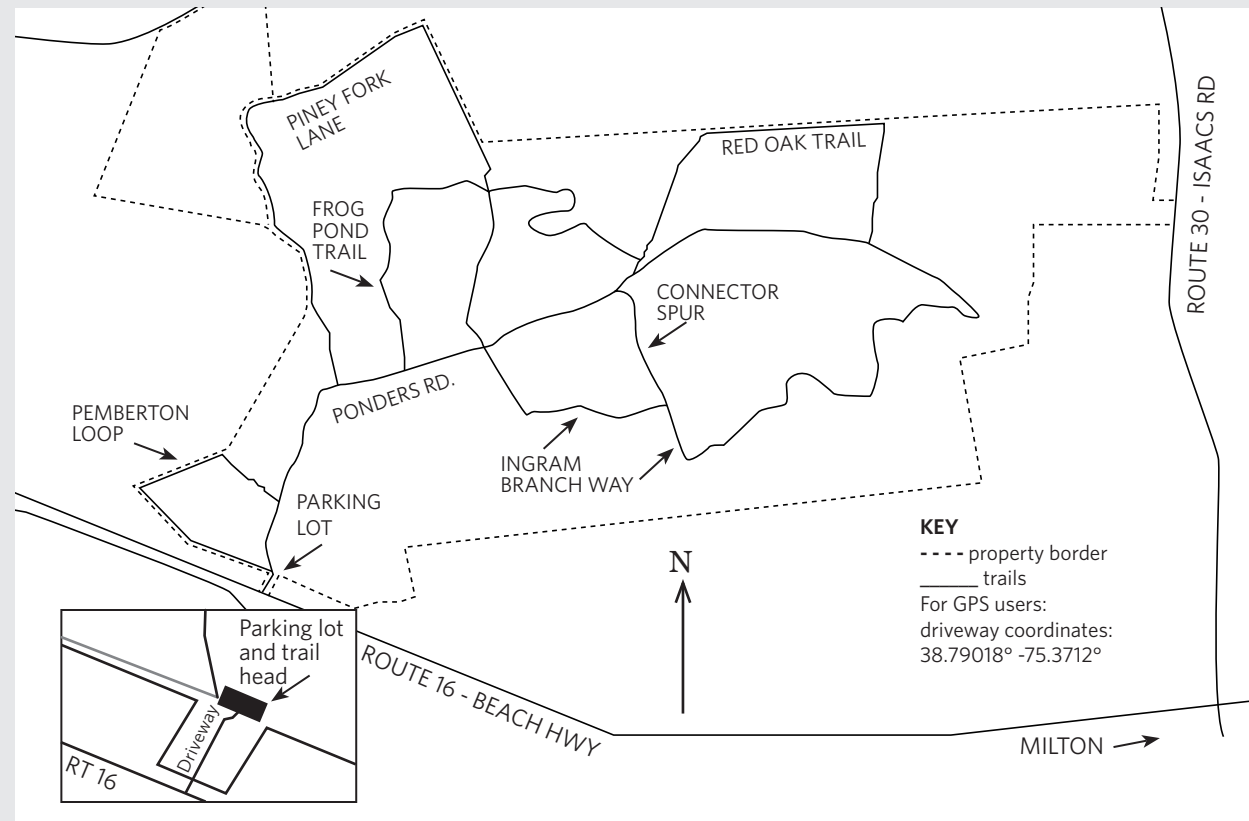 PINEY FORK
LANE
RED OAK TRAIL
ROUTE 30 - ISAACS RD
FROG
POND
TRAIL
CONNECTOR
SPUR
PONDERS RD.
PEMBERTON
LOOP
INGRAM
BRANCH WAY
PARKING
LOT
KEY
---- property border
_____ trails
For GPS users:
driveway coordinates:
38.79018° -75.3712°
N
Parking lot
and trail
head
Driveway
RT 16
ROUTE 16 - BEACH HWY
MILTON